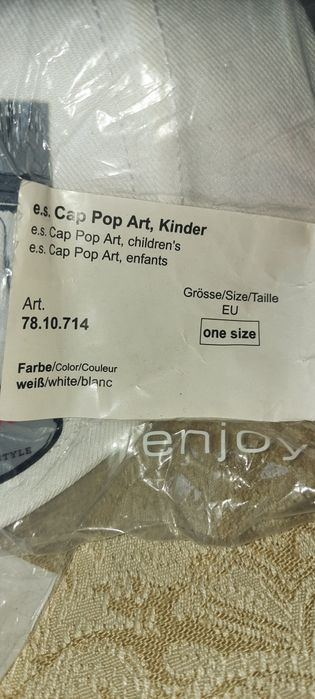 e.s. Cap Pop Art, Kinder
e.s. Cap Pop Art, children's
e.s. Cap Pop Art, enfants
Art.
78.10.714
Grösse/Size/Taille
EU
one size
Farbe/Color/Couleur
weiß/white/blanc
enjoy
STYLE